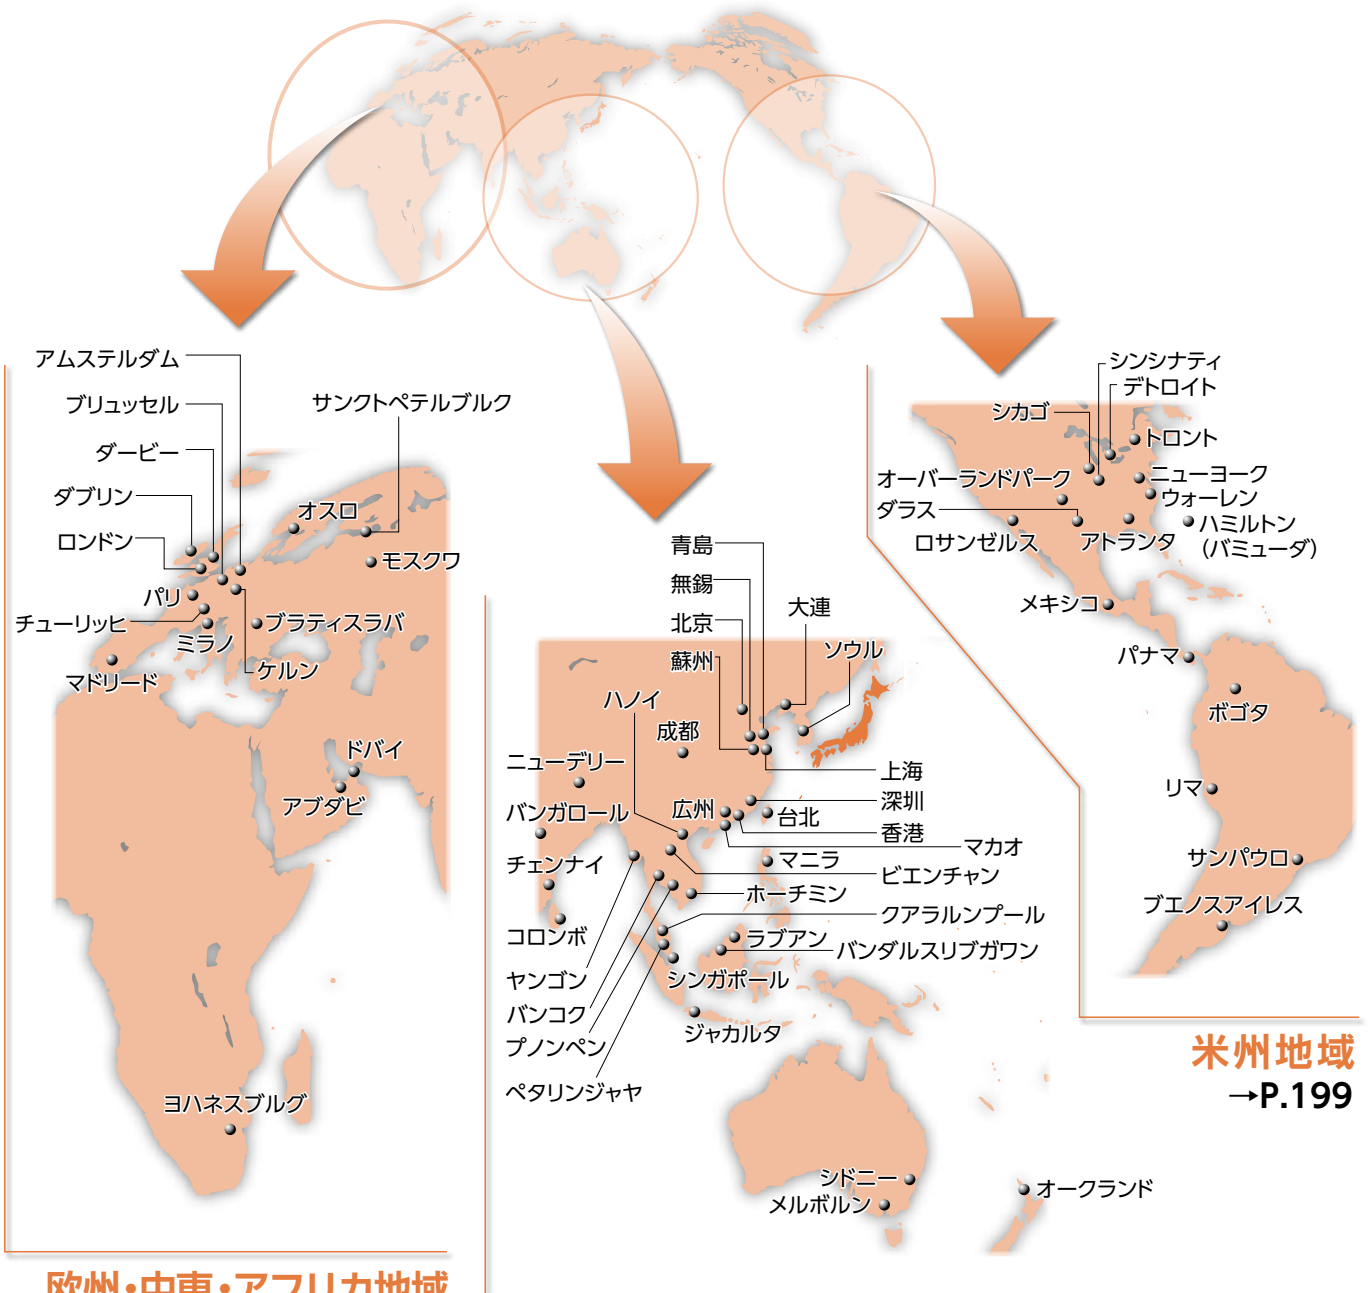 アムステルダム
ブリュッセル
ダービー
ダブリン
ロンドン
パリ
チューリッヒ
ミラノ
マドリード
サンクトペテルブルク
オスロ
モスクワ
ブラティスラバ
ケルン
ドバイ
アブダビ
ヨハネスブルグ
欧州・中東・アフリカ地域
青島
無錫
北京
蘇州
大連
ソウル
ハノイ
成都
ニューデリー
バンガロール
チェンナイ
コロンボ
ヤンゴン
バンコク
プノンペン
ペタリンジャヤ
広州
台北
上海
深圳
香港
マカオ
マニラ
ビエンチャン
ホーチミン
クアラルンプール
ラブアン
バンダルスリブガワン
シンガポール
ジャカルタ
シドニー
メルボルン
オークランド
シンシナティ
デトロイト
シカゴ
トロント
オーバーランドパーク
ニューヨーク
ウォーレン
ダラス
ロサンゼルス
アトランタ
ハミルトン
(バミューダ)
メキシコ
パナマ
ボゴタ
リマ
サンパウロ
ブエノスアイレス
米州地域
→P.199